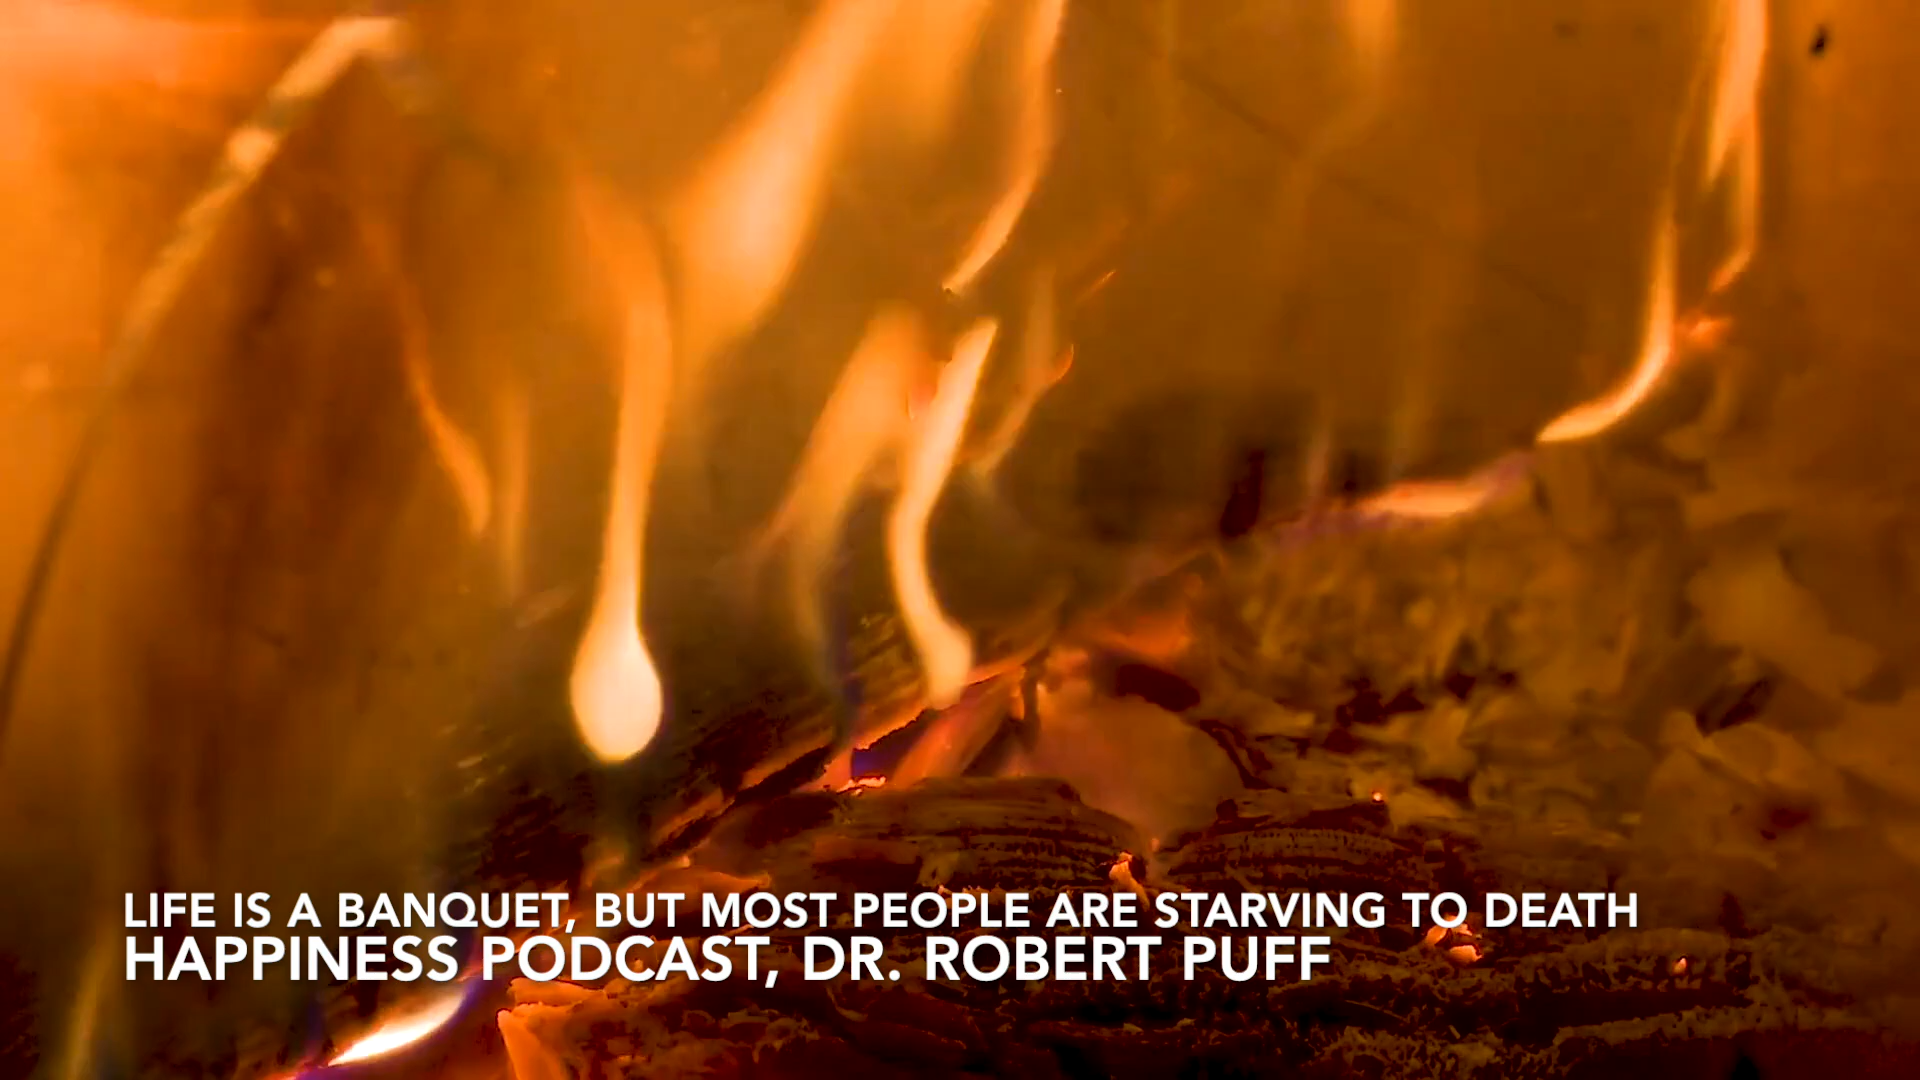 LIFE IS A BANQUET, BUT MOST PEOPLE ARE STARVING TO DEATH
HAPPINESS PODCAST, DR. ROBERT PUFF